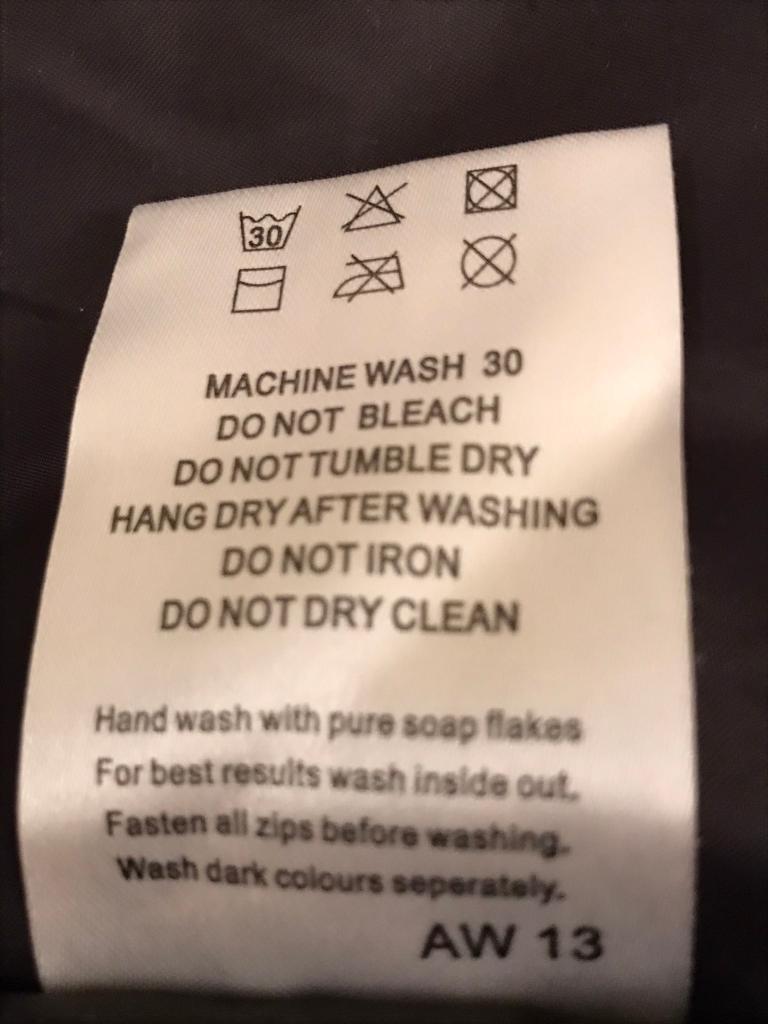 30
MACHINE WASH 30
DO NOT BLEACH
DO NOT TUMBLE DRY
HANG DRY AFTER WASHING
DO NOT IRON
DO NOT DRY CLEAN
Hand wash with pure soap flakes
For best results wash inside out.
Fasten all zips before washing.
Wash dark colours seperately.
AW 13